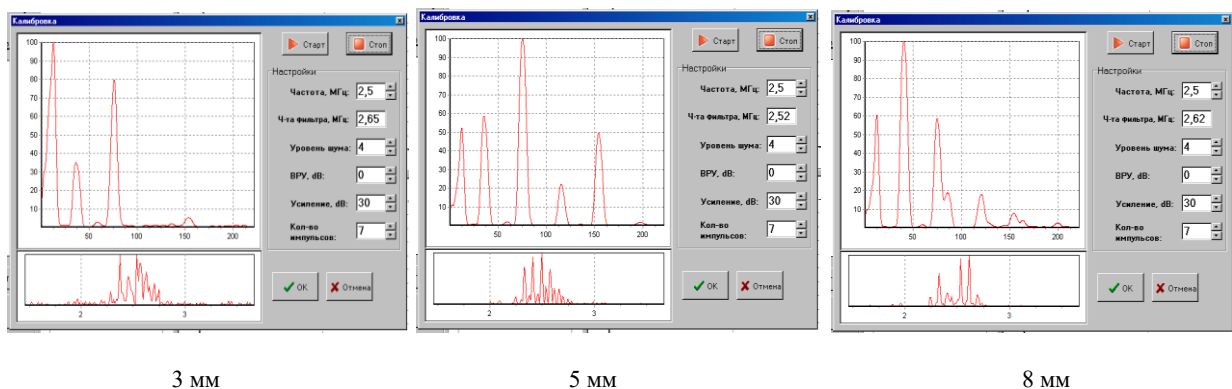 Калибровка
Старт
Стоп
100
90
80
70
60
50
40
30
20
10
50
100
150
200
Настройки
Частота, МГц: 2,5
Ч-та фильтра, МГц: 2,65
Уровень шума: 4
ВРУ, dB: 0
Усиление, dB: 30
Кол-во
импульсов: 7
2
3
OK
Отмена
3 мм
Калибровка
Старт
Стоп
100
90
80
70
60
50
40
30
20
10
50
100
150
200
Настройки
Частота, МГц: 2,5
Ч-та фильтра, МГц: 2,52
Уровень шума: 4
ВРУ, dB: 0
Усиление, dB: 30
Кол-во
импульсов: 7
2
3
OK
Отмена
5 мм
Калибровка
Старт
Стоп
100
90
80
70
60
50
40
30
20
10
50
100
150
200
Настройки
Частота, МГц: 2,5
Ч-та фильтра, МГц: 2,62
Уровень шума: 4
ВРУ, dB: 0
Усиление, dB: 30
Кол-во
импульсов: 7
2
3
OK
Отмена
8 мм